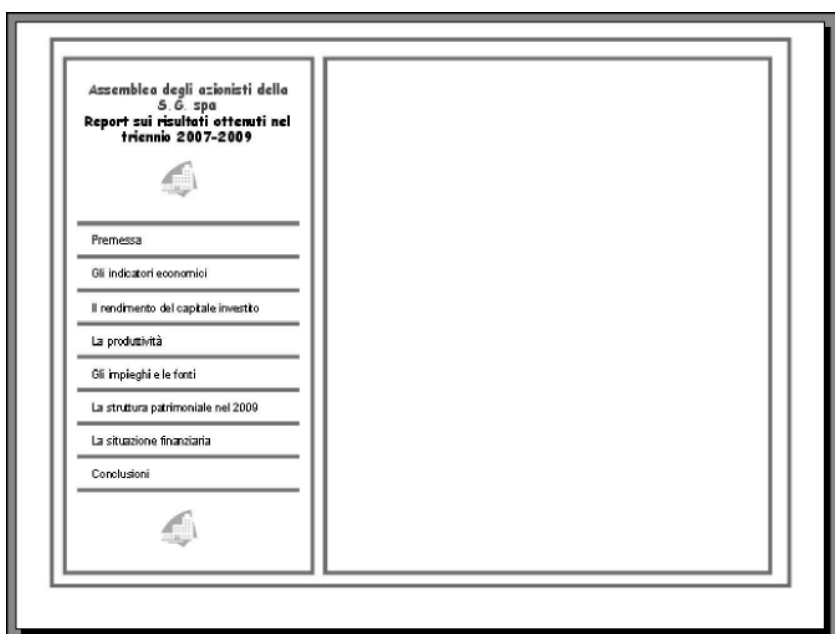 Assemblea degli azionisti della
S.G. spa
Report sui risultati ottenuti nel
triennio 2007-2009
Premessa
Gli indicatori economici
Il rendimento del capitale investito
La produttività
Gli impieghi e le fonti
La struttura patrimoniale nel 2009
La situazione finanziaria
Conclusioni